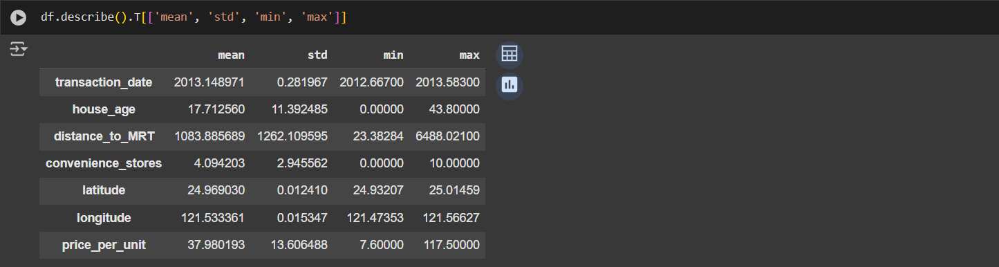 df.describe().T[['mean', 'std', 'min', 'max']]
mean std min max
transaction_date 2013.148971 0.281967 2012.66700 2013.58300
house_age 17.712560 11.392485 0.00000 43.80000
distance_to_MRT 1083.885689 1262.109595 23.38284 6488.02100
convenience_stores 4.094203 2.945562 0.00000 10.00000
latitude 24.969030 0.012410 24.93207 25.01459
longitude 121.533361 0.015347 121.47353 121.56627
price_per_unit 37.980193 13.606488 7.60000 117.50000